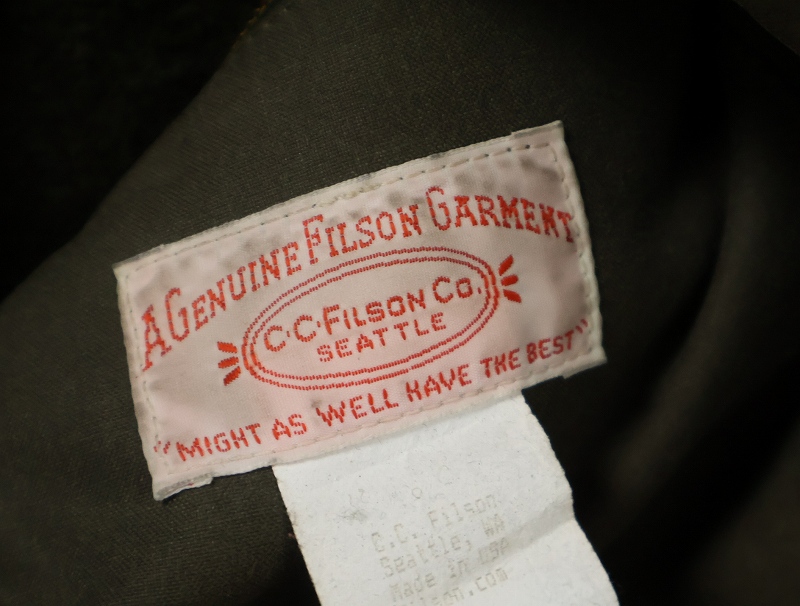 A GENUINE FILSON GARMENT
C.C. FILSON CO.
SEATTLE
"MIGHT AS WELL HAVE THE BEST"
C.C. Filson
Seattle, WA
Made in USA